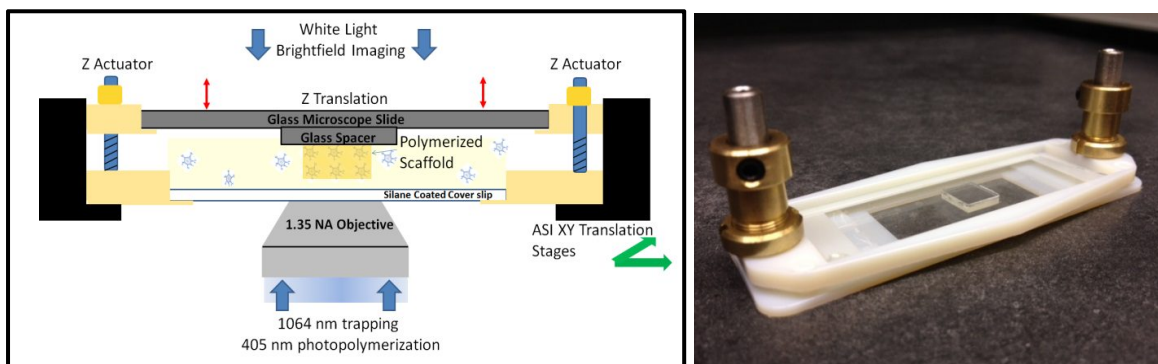 White Light
Brightfield Imaging
Z Actuator
Z Actuator
Z Translation
Glass Microscope Slide
Glass Spacer
Polymerized
Scaffold
Silane Coated Cover slip
1.35 NA Objective
ASI XY Translation
Stages
1064 nm trapping
405 nm photopolymerization